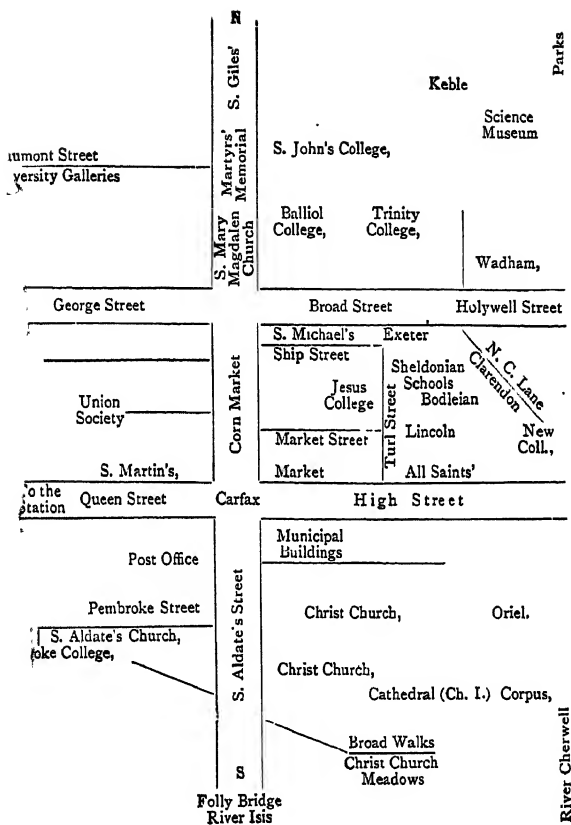 N
S. Giles'
Martyrs'
Memorial
S. Mary
Magdalen
Church
Parks
Keble
Science
Museum
umont Street
versity Galleries
S. John's College,
Balliol
College,
Trinity
College,
Wadham,
George Street
Broad Street
Holywell Street
Corn Market
S. Michael's
Exeter
Ship Street
N. C. Lane
Clarendon
Sheldonian
Schools
Bodleian
Jesus
College
Turl Street
Union
Society
Lincoln
New
Coll.,
Market Street
S. Martin's,
Market
All Saints'
o the
tation
Queen Street
Carfax
High Street
Municipal
Buildings
Post Office
S. Aldate's Street
Pembroke Street
Christ Church,
Oriel.
S. Aldate's Church,
oke College,
Christ Church,
Cathedral (Ch. I.) Corpus,
Broad Walks
Christ Church
Meadows
S
River Cherwell
Folly Bridge
River Isis